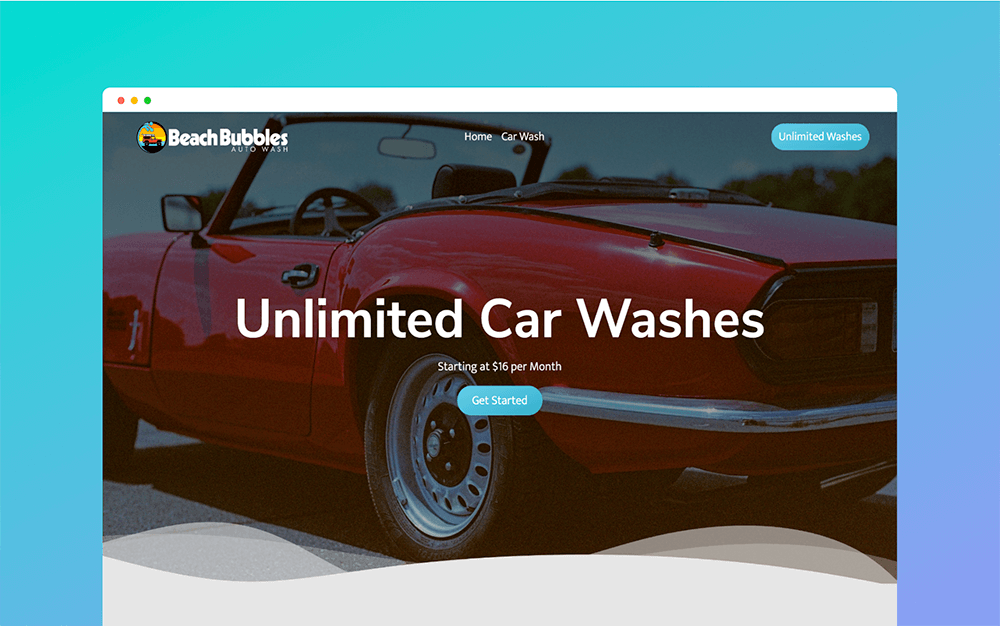 Beach Bubbles
AUTO WASH
Home
Car Wash
Unlimited Washes
Unlimited Car Washes
Starting at $16 per Month
Get Started